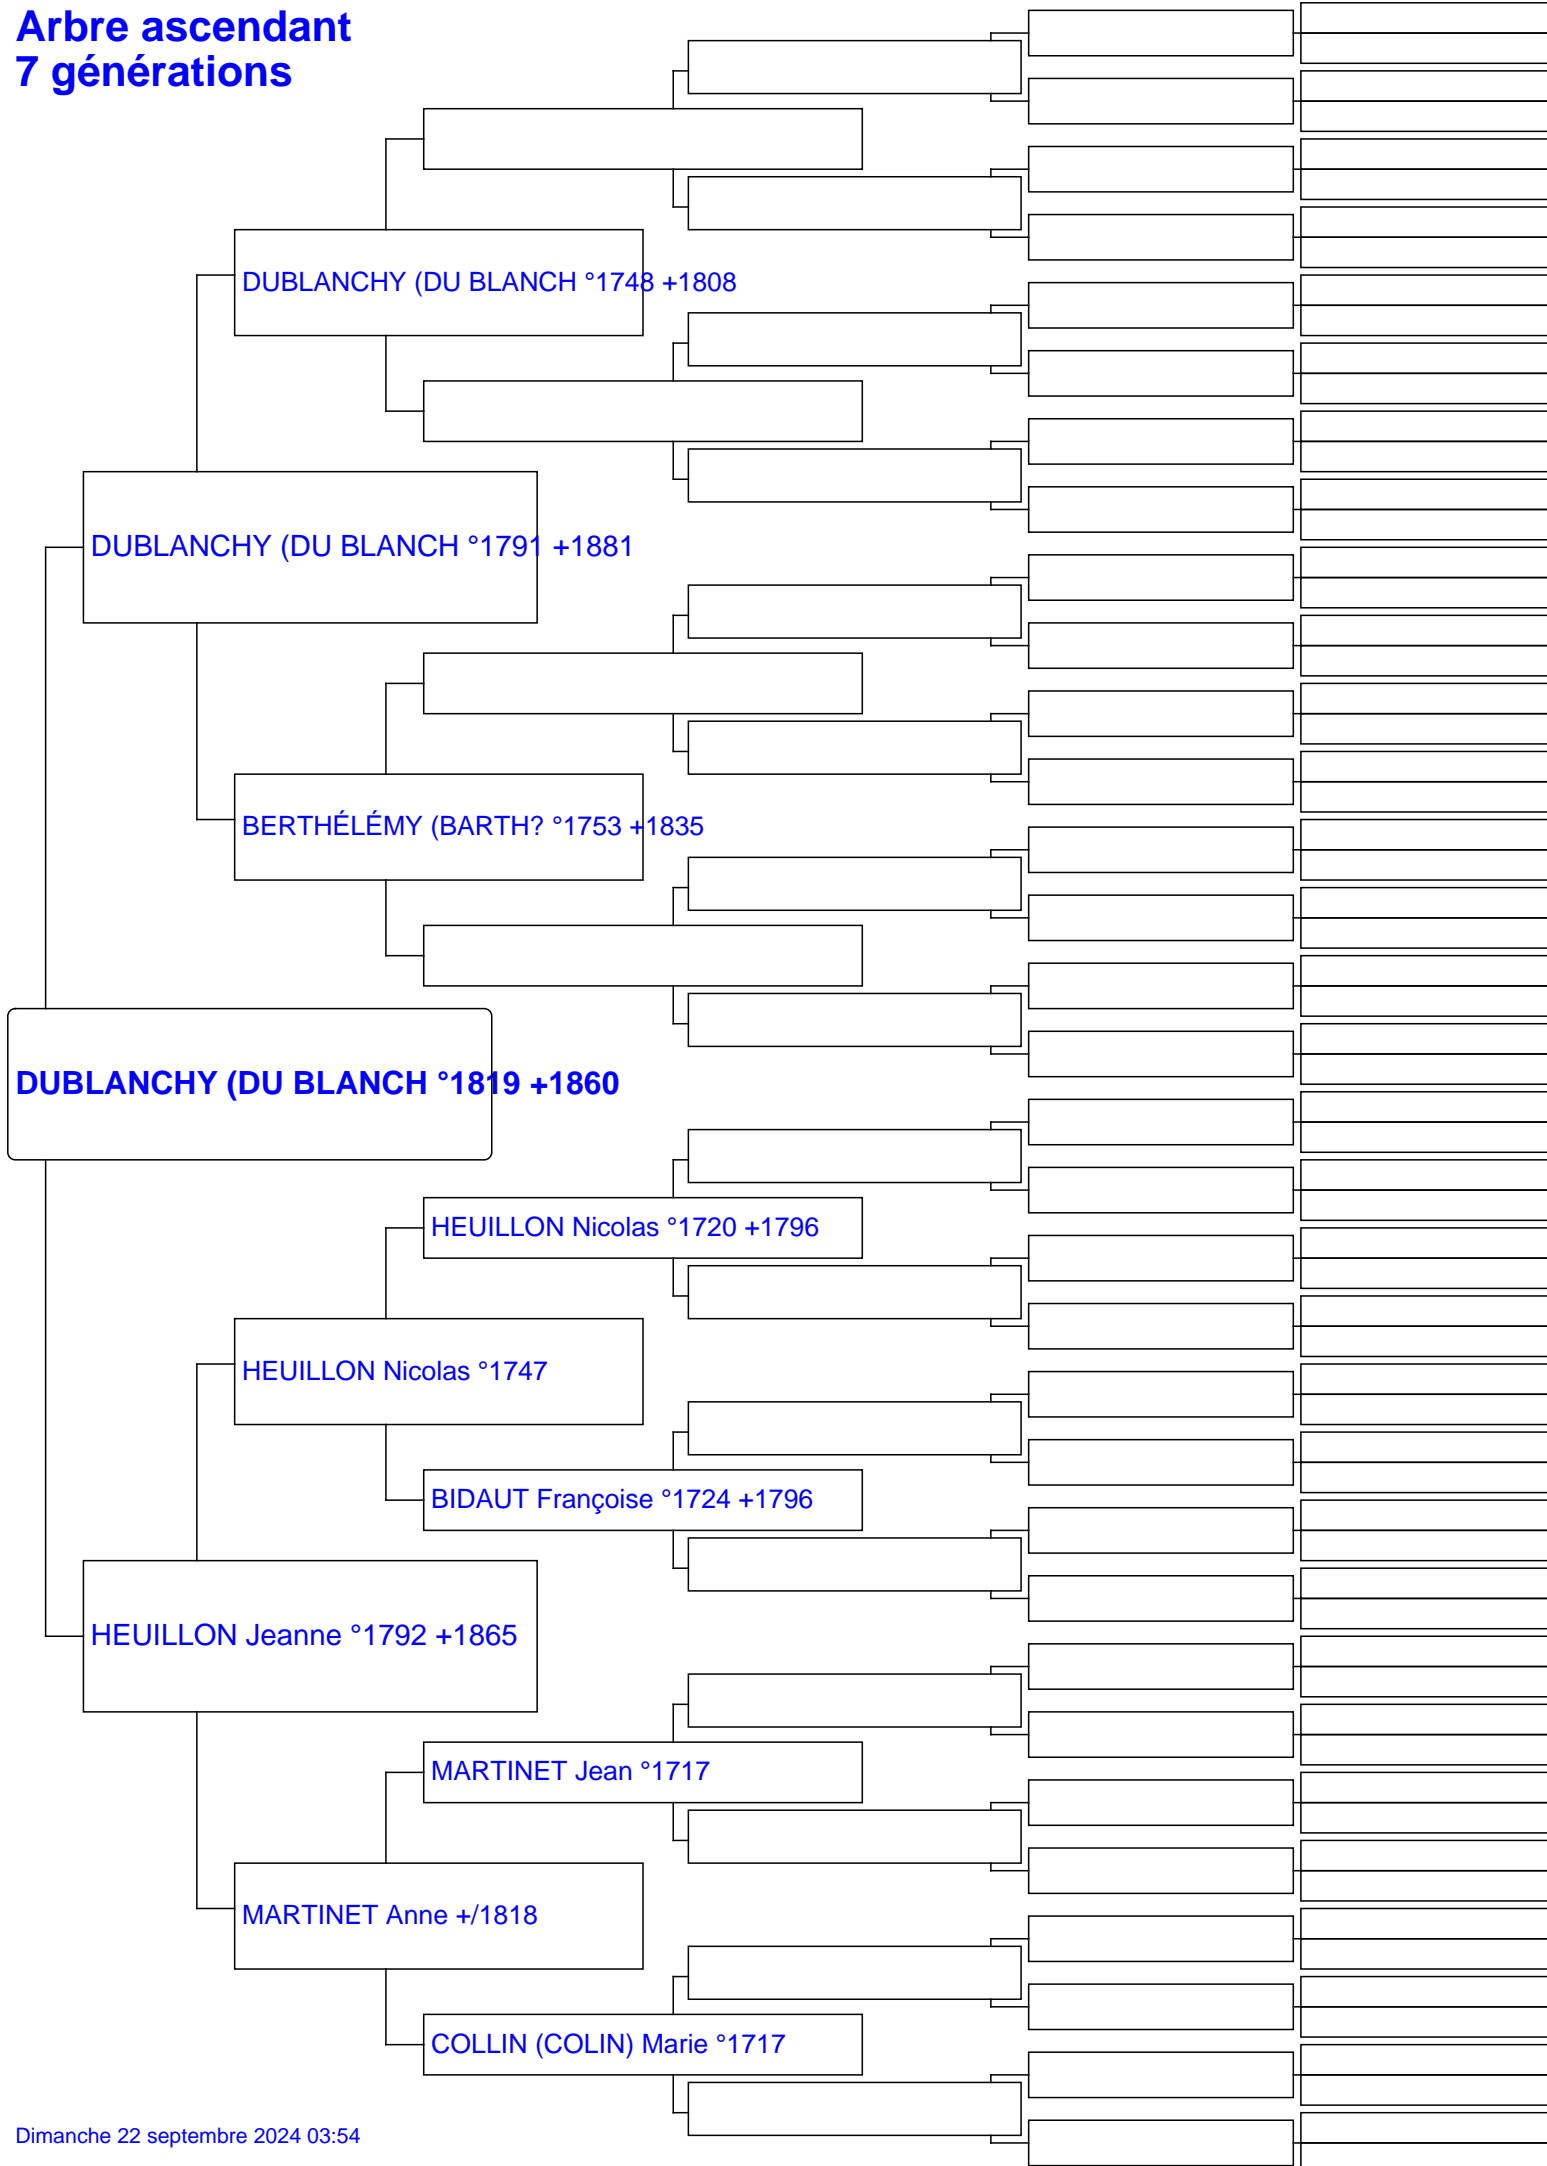 Arbre ascendant
7 générations
DUBLANCHY (DU BLANCH °1748 +1808
DUBLANCHY (DU BLANCH °1791 +1881
BERTHÉLÉMY (BARTH? °1753 +1835
DUBLANCHY (DU BLANCH °1819 +1860
HEUILLON Nicolas °1720 +1796
HEUILLON Nicolas °1747
BIDAUT Françoise °1724 +1796
HEUILLON Jeanne °1792 +1865
MARTINET Jean °1717
MARTINET Anne +/1818
COLLIN (COLIN) Marie °1717
Dimanche 22 septembre 2024 03:54